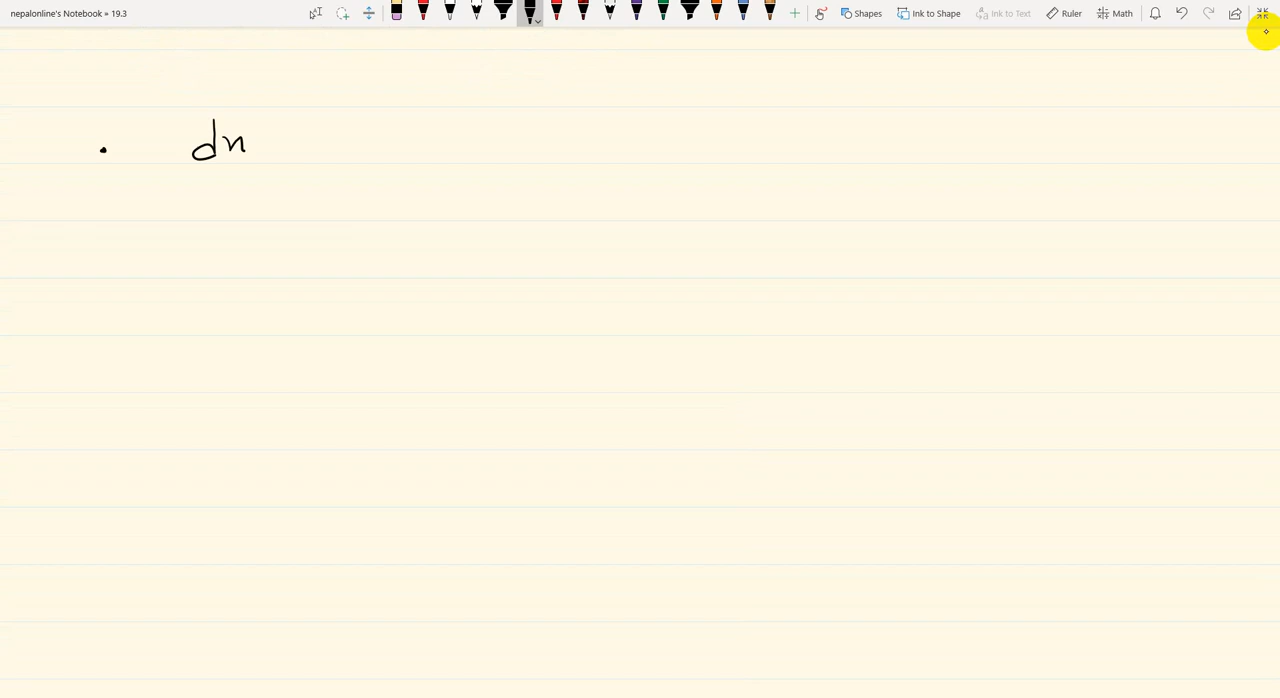 nepalonline's Notebook » 19.3
Shapes
Ink to Shape
Ink to Text
Ruler
Math
. dn